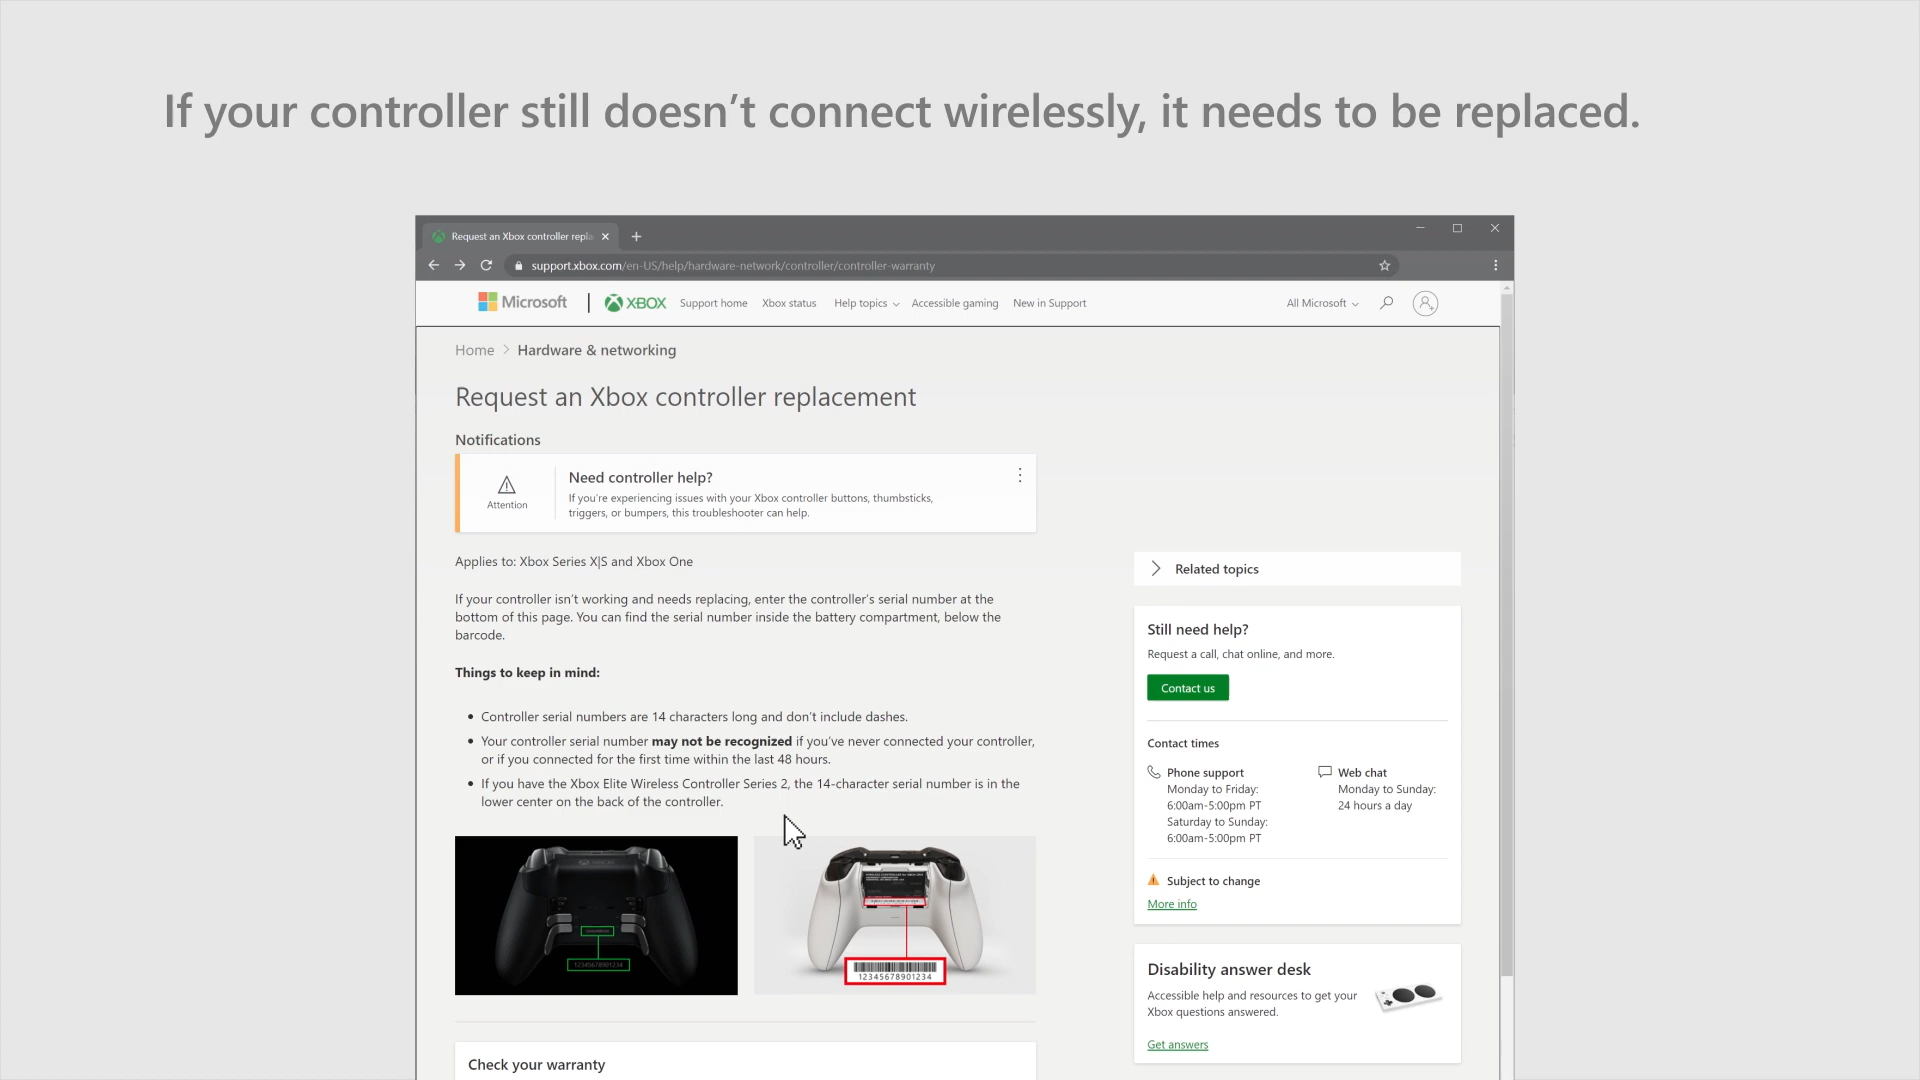 If your controller still doesn’t connect wirelessly, it needs to be replaced.
Request an Xbox controller repla
support.xbox.com/en-US/help/hardware-network/controller/controller-warranty
Microsoft
XBOX
Support home
Xbox status
Help topics
Accessible gaming
New in Support
All Microsoft
Home
Hardware & networking
Request an Xbox controller replacement
Notifications
Attention
Need controller help?
If you’re experiencing issues with your Xbox controller buttons, thumbsticks,
triggers, or bumpers, this troubleshooter can help.
Applies to: Xbox Series X|S and Xbox One
If your controller isn’t working and needs replacing, enter the controller’s serial number at the
bottom of this page. You can find the serial number inside the battery compartment, below the
barcode.
Things to keep in mind:
• Controller serial numbers are 14 characters long and don’t include dashes.
• Your controller serial number may not be recognized if you’ve never connected your controller,
or if you connected for the first time within the last 48 hours.
• If you have the Xbox Elite Wireless Controller Series 2, the 14-character serial number is in the
lower center on the back of the controller.
12345678901234
12345678901234
Check your warranty
Related topics
Still need help?
Request a call, chat online, and more.
Contact us
Contact times
Phone support
Monday to Friday:
6:00am-5:00pm PT
Saturday to Sunday:
6:00am-5:00pm PT
Web chat
Monday to Sunday:
24 hours a day
Subject to change
More info
Disability answer desk
Accessible help and resources to get your
Xbox questions answered.
Get answers